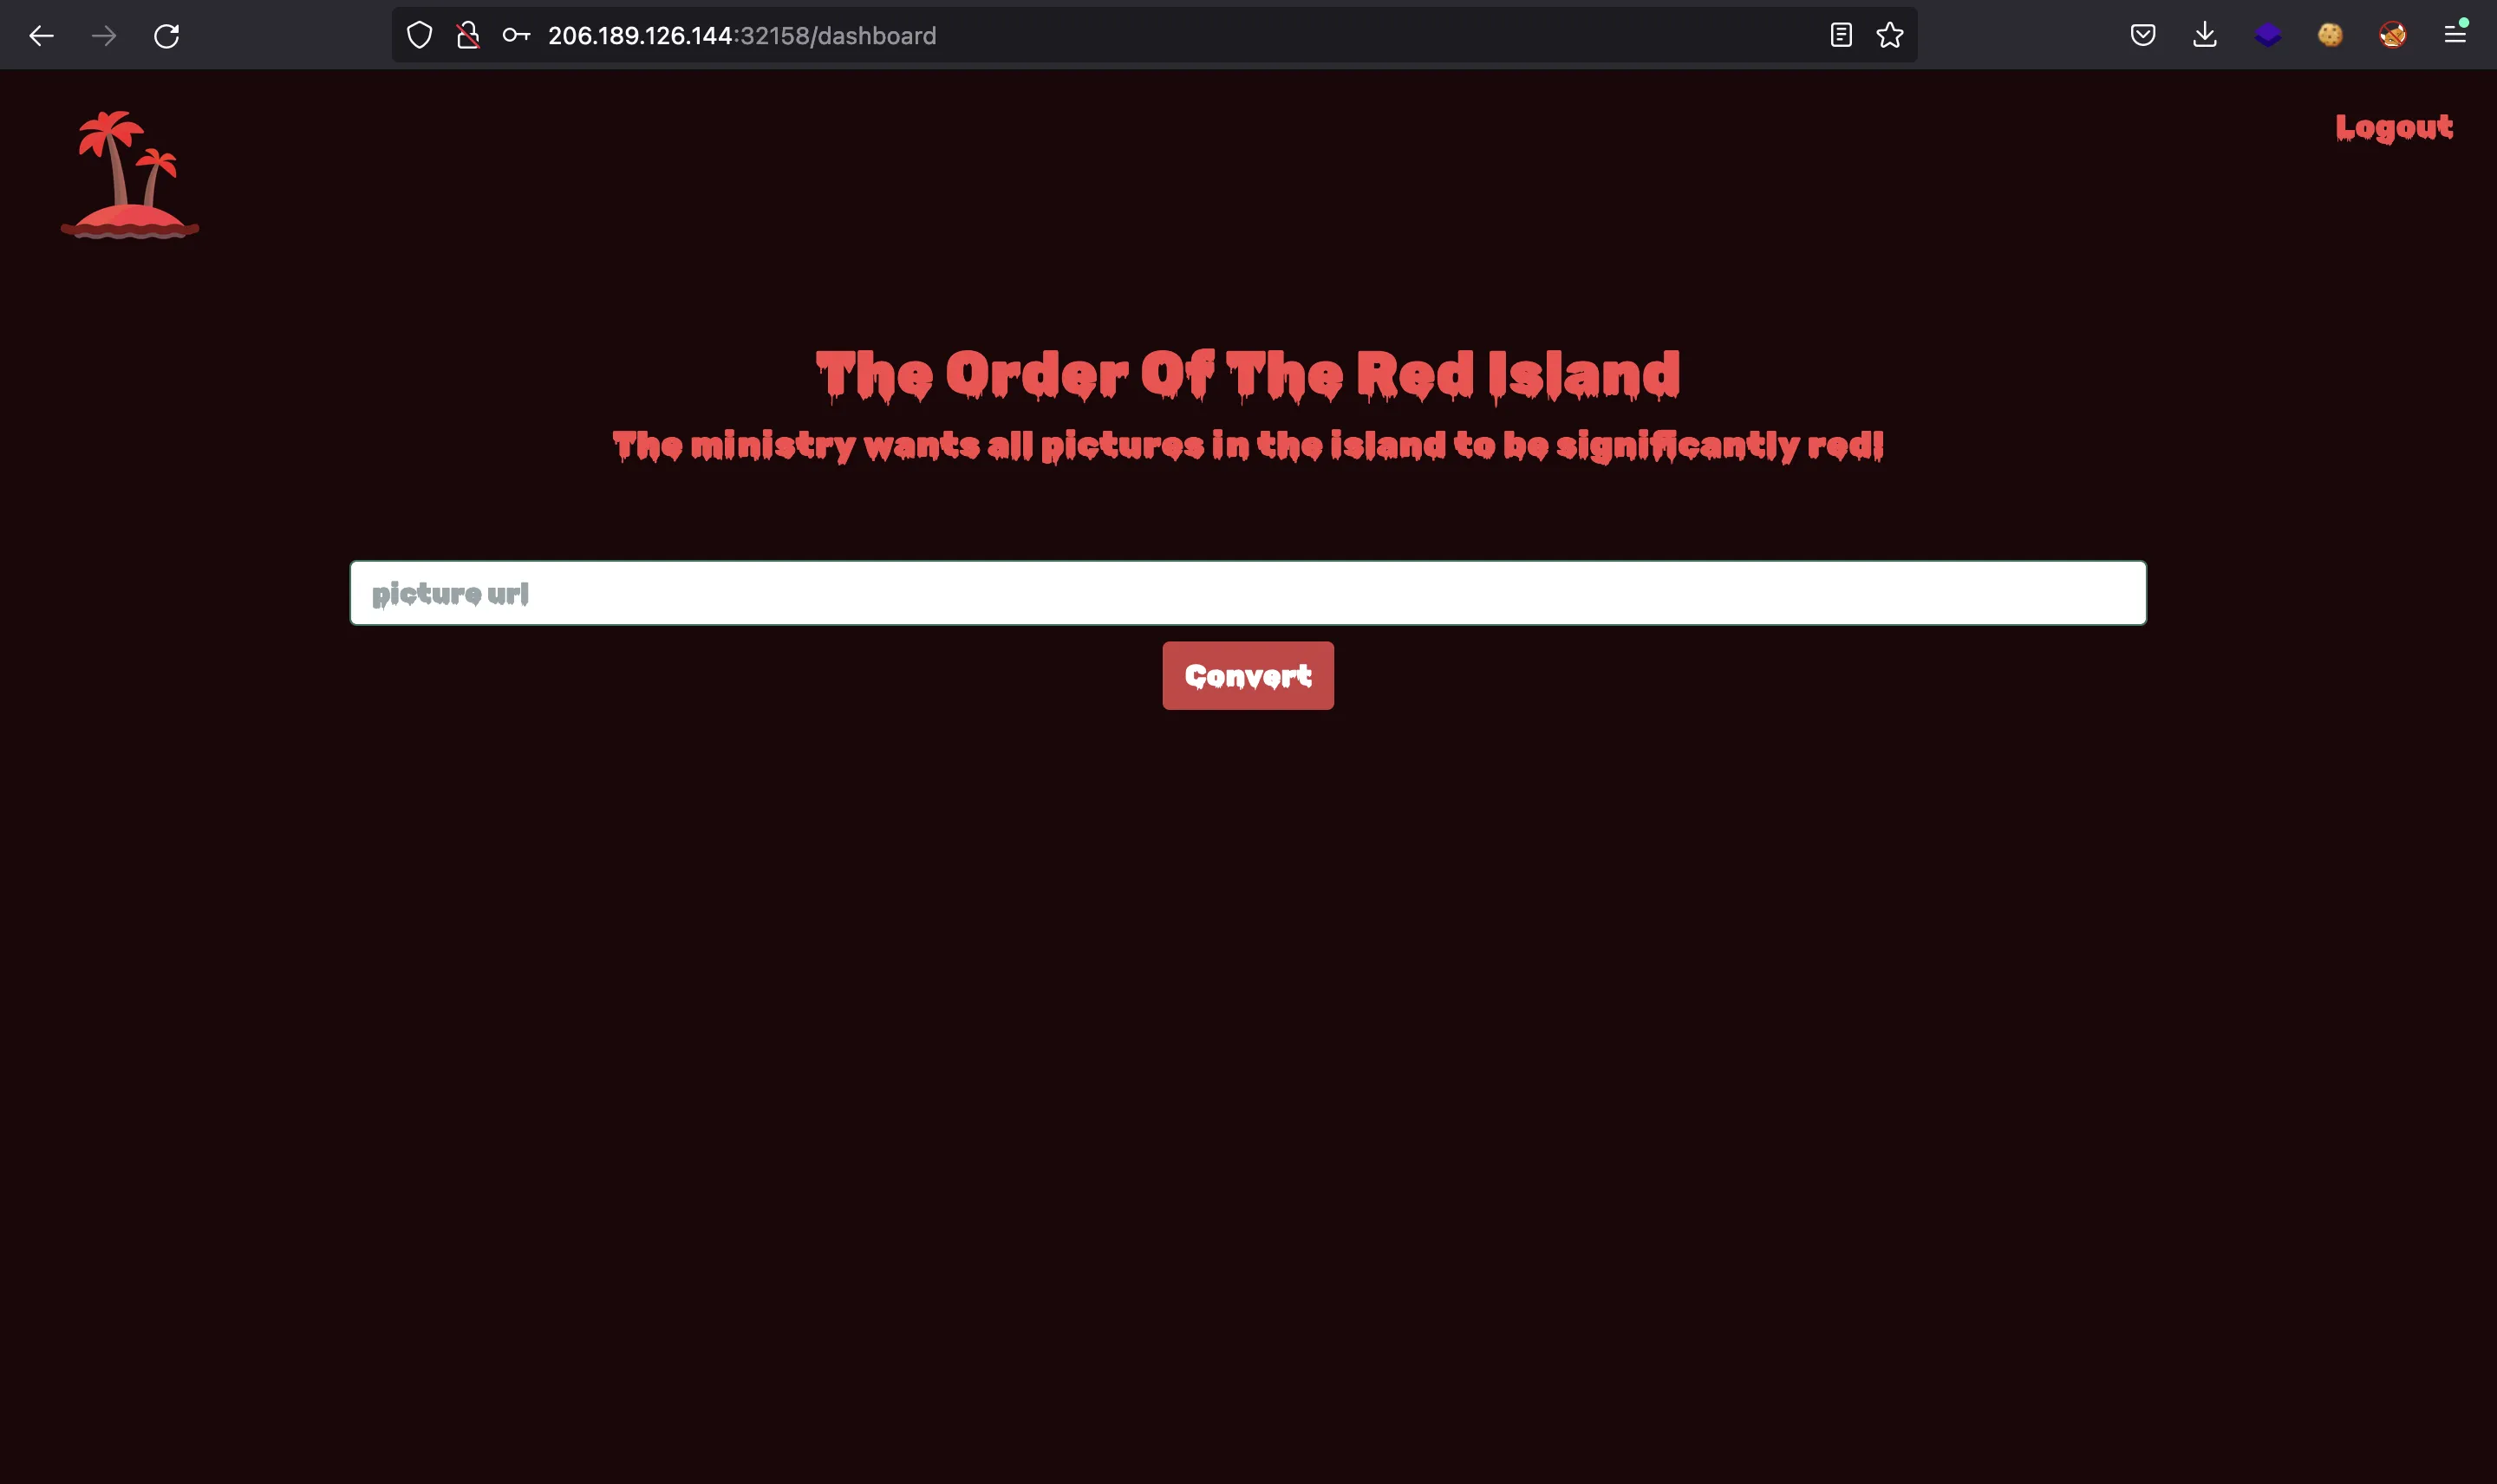 206.189.126.144:32158/dashboard
Logout
The Order Of The Red Island
The ministry wants all pictures in the island to be significantly red!
picture url
Convert